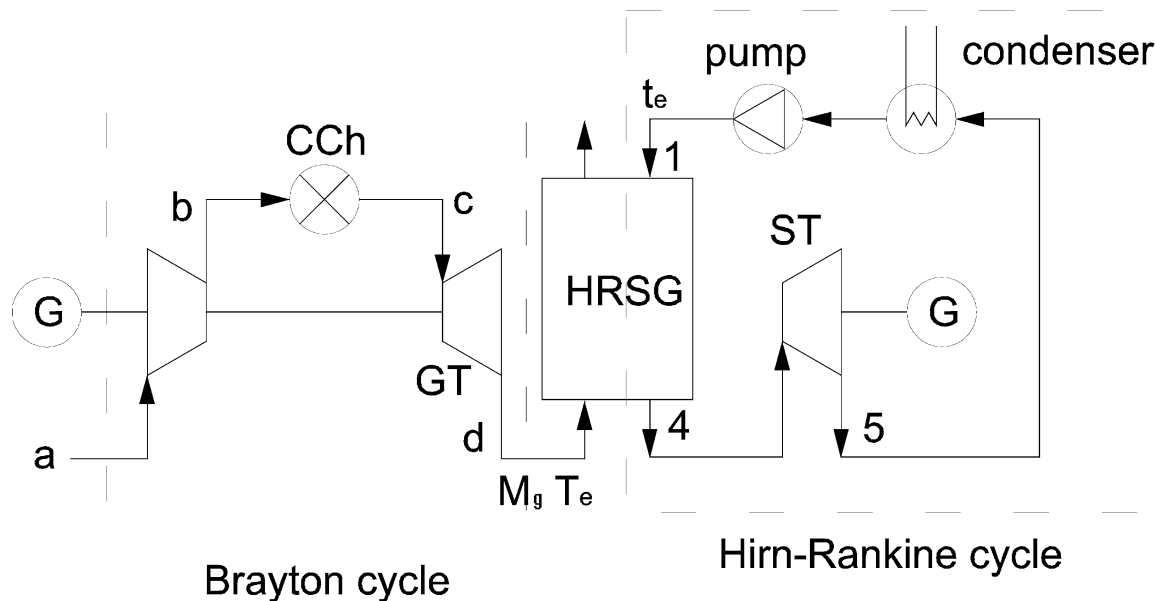 pump
condenser
te
1
CCh
b
c
ST
HRSG
G
G
GT
4
5
a
d
Mg Te
Hirn-Rankine cycle
Brayton cycle